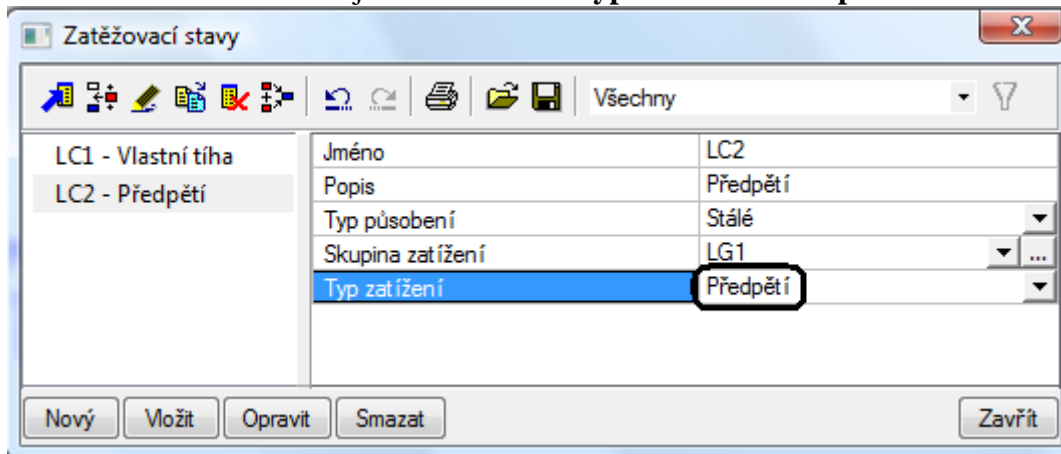 Zatěžovací stavy
Všechny
LC1 - Vlastní tíha
LC2 - Předpětí
Jméno LC2
Popis Předpětí
Typ působení Stálé
Skupina zatížení LG1 ...
Typ zatížení Předpětí
Nový Vložit Opravit Smazat Zavřít